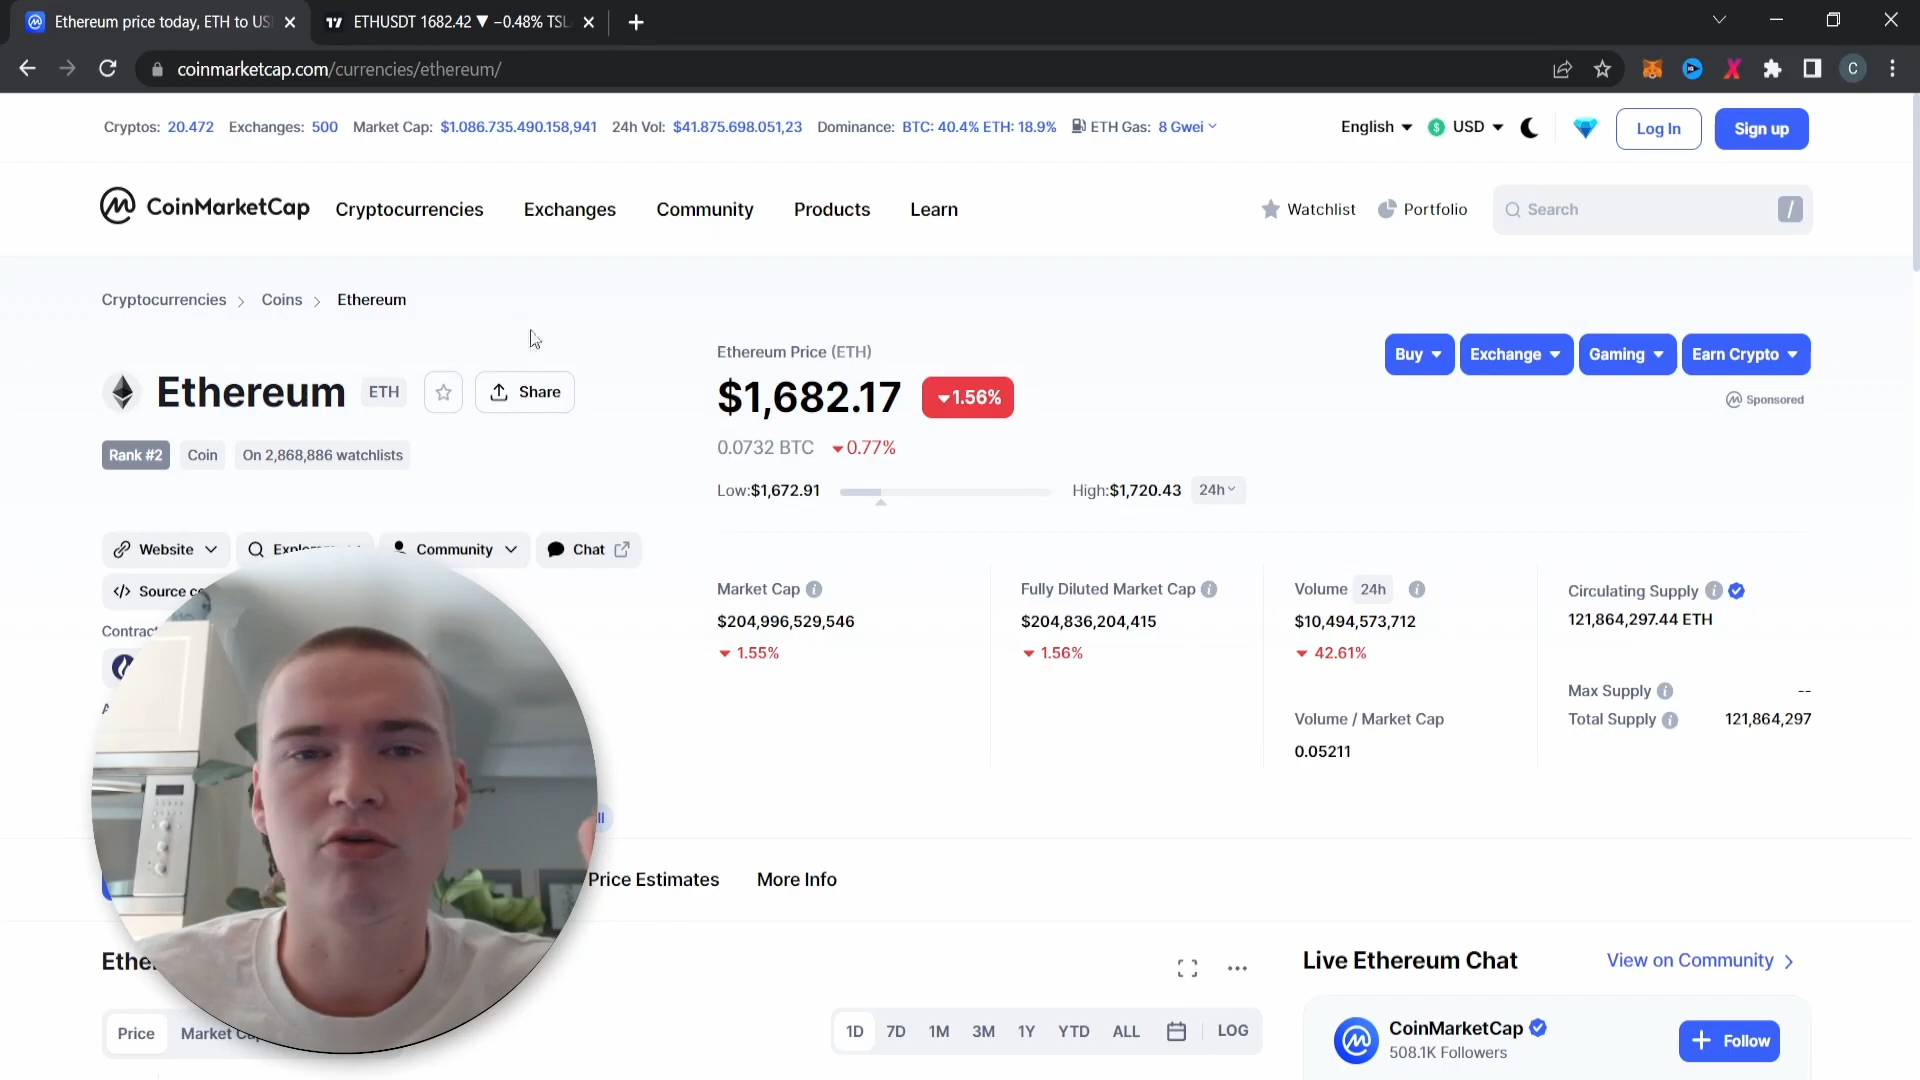 Ethereum price today, ETH to US
ETHUSDT 1682.42 ▼ −0.48% TSL
coinmarketcap.com/currencies/ethereum/
C
Cryptos: 20.472 Exchanges: 500 Market Cap: $1.086.735.490.158,941 24h Vol: $41.875.698.051,23 Dominance: BTC: 40.4% ETH: 18.9% ETH Gas: 8 Gwei
English USD Log In Sign up
CoinMarketCap Cryptocurrencies Exchanges Community Products Learn
Watchlist Portfolio Search /
Cryptocurrencies > Coins > Ethereum
Ethereum ETH Share
Rank #2 Coin On 2,868,886 watchlists
Website Community Chat
Source
Ethereum Price (ETH)
$1,682.17 1.56%
0.0732 BTC 0.77%
Low:$1,672.91 High:$1,720.43 24h
Buy Exchange Gaming Earn Crypto
Sponsored
Market Cap
$204,996,529,546
1.55%
Fully Diluted Market Cap
$204,836,204,415
1.56%
Volume 24h
$10,494,573,712
42.61%
Volume / Market Cap
0.05211
Circulating Supply
121,864,297.44 ETH
Max Supply --
Total Supply 121,864,297
Price Estimates More Info
Price Market
1D 7D 1M 3M 1Y YTD ALL LOG
Live Ethereum Chat View on Community >
CoinMarketCap
508.1K Followers
+ Follow